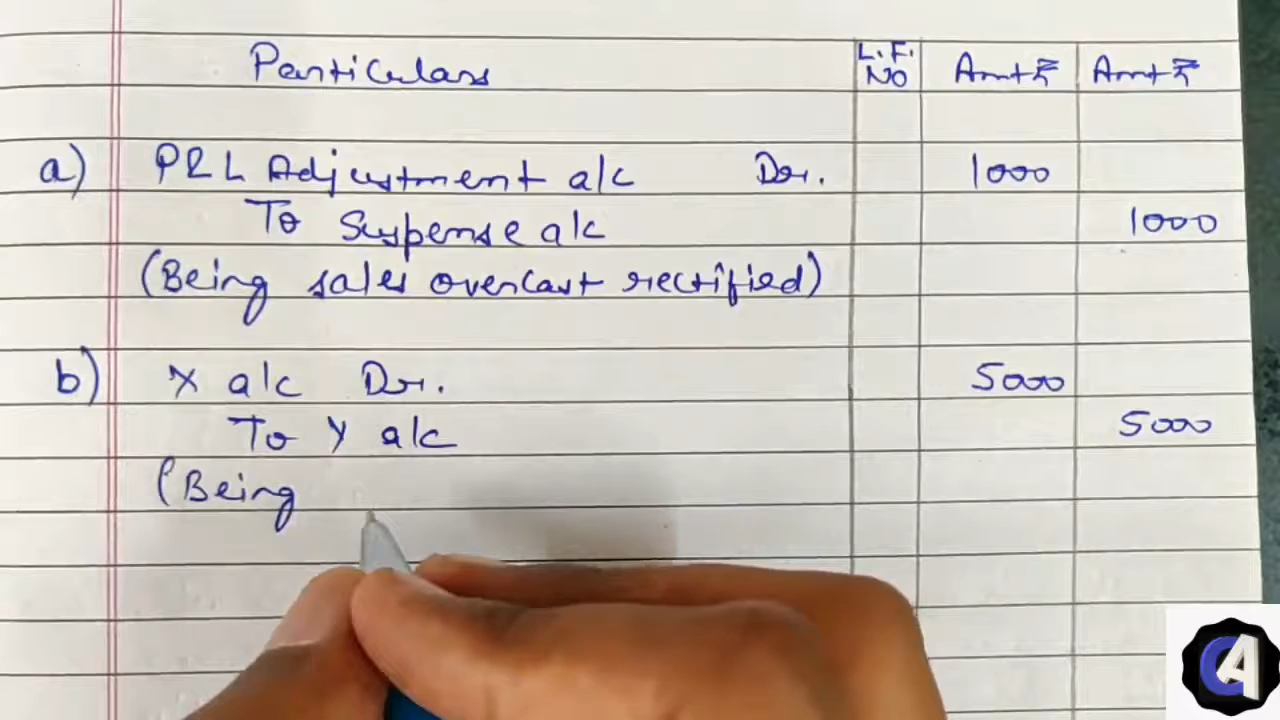 Particulars L.F. No Amt ₹ Amt ₹
a) P&L Adjustment a/c Dr. 1000
To Suspense a/c 1000
(Being sales overcast rectified)
b) X a/c Dr. 5000
To Y a/c 5000
(Being
CA